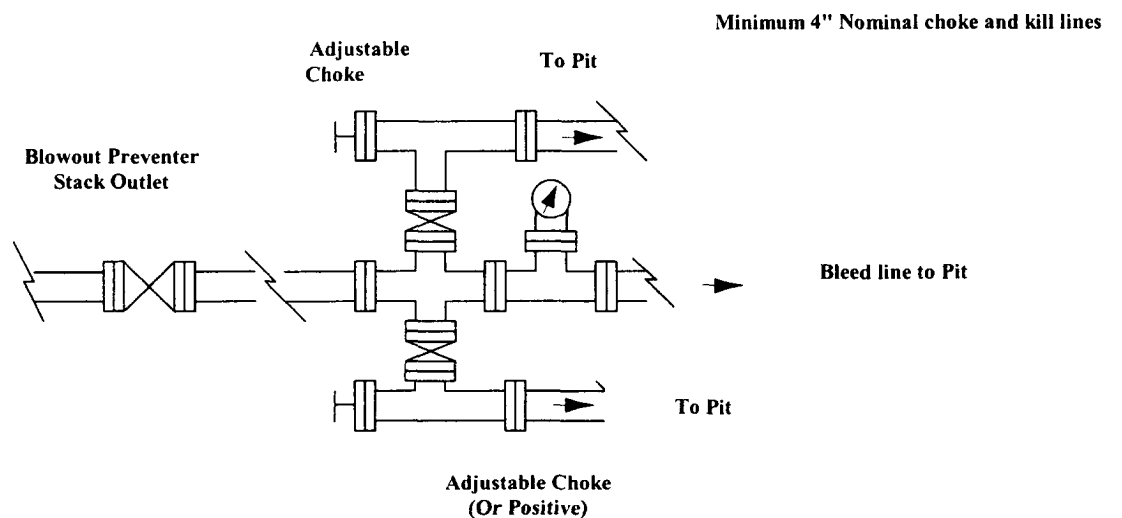 Minimum 4" Nominal choke and kill lines
Adjustable
Choke
To Pit
Blowout Preventer
Stack Outlet
Bleed line to Pit
To Pit
Adjustable Choke
(Or Positive)